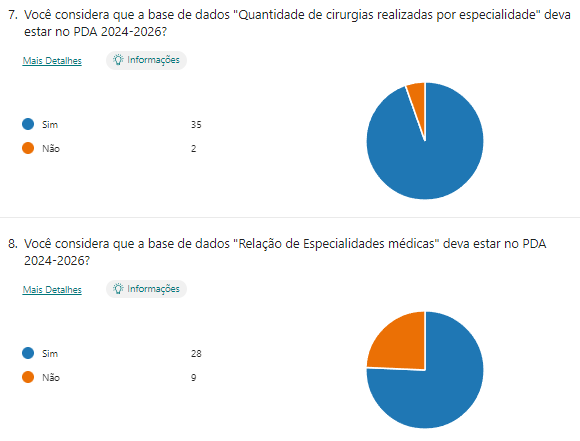 7. Você considera que a base de dados "Quantidade de cirurgias realizadas por especialidade" deva
estar no PDA 2024-2026?
Mais Detalhes Informações
Sim 35
Não 2
8. Você considera que a base de dados "Relação de Especialidades médicas" deva estar no PDA
2024-2026?
Mais Detalhes Informações
Sim 28
Não 9